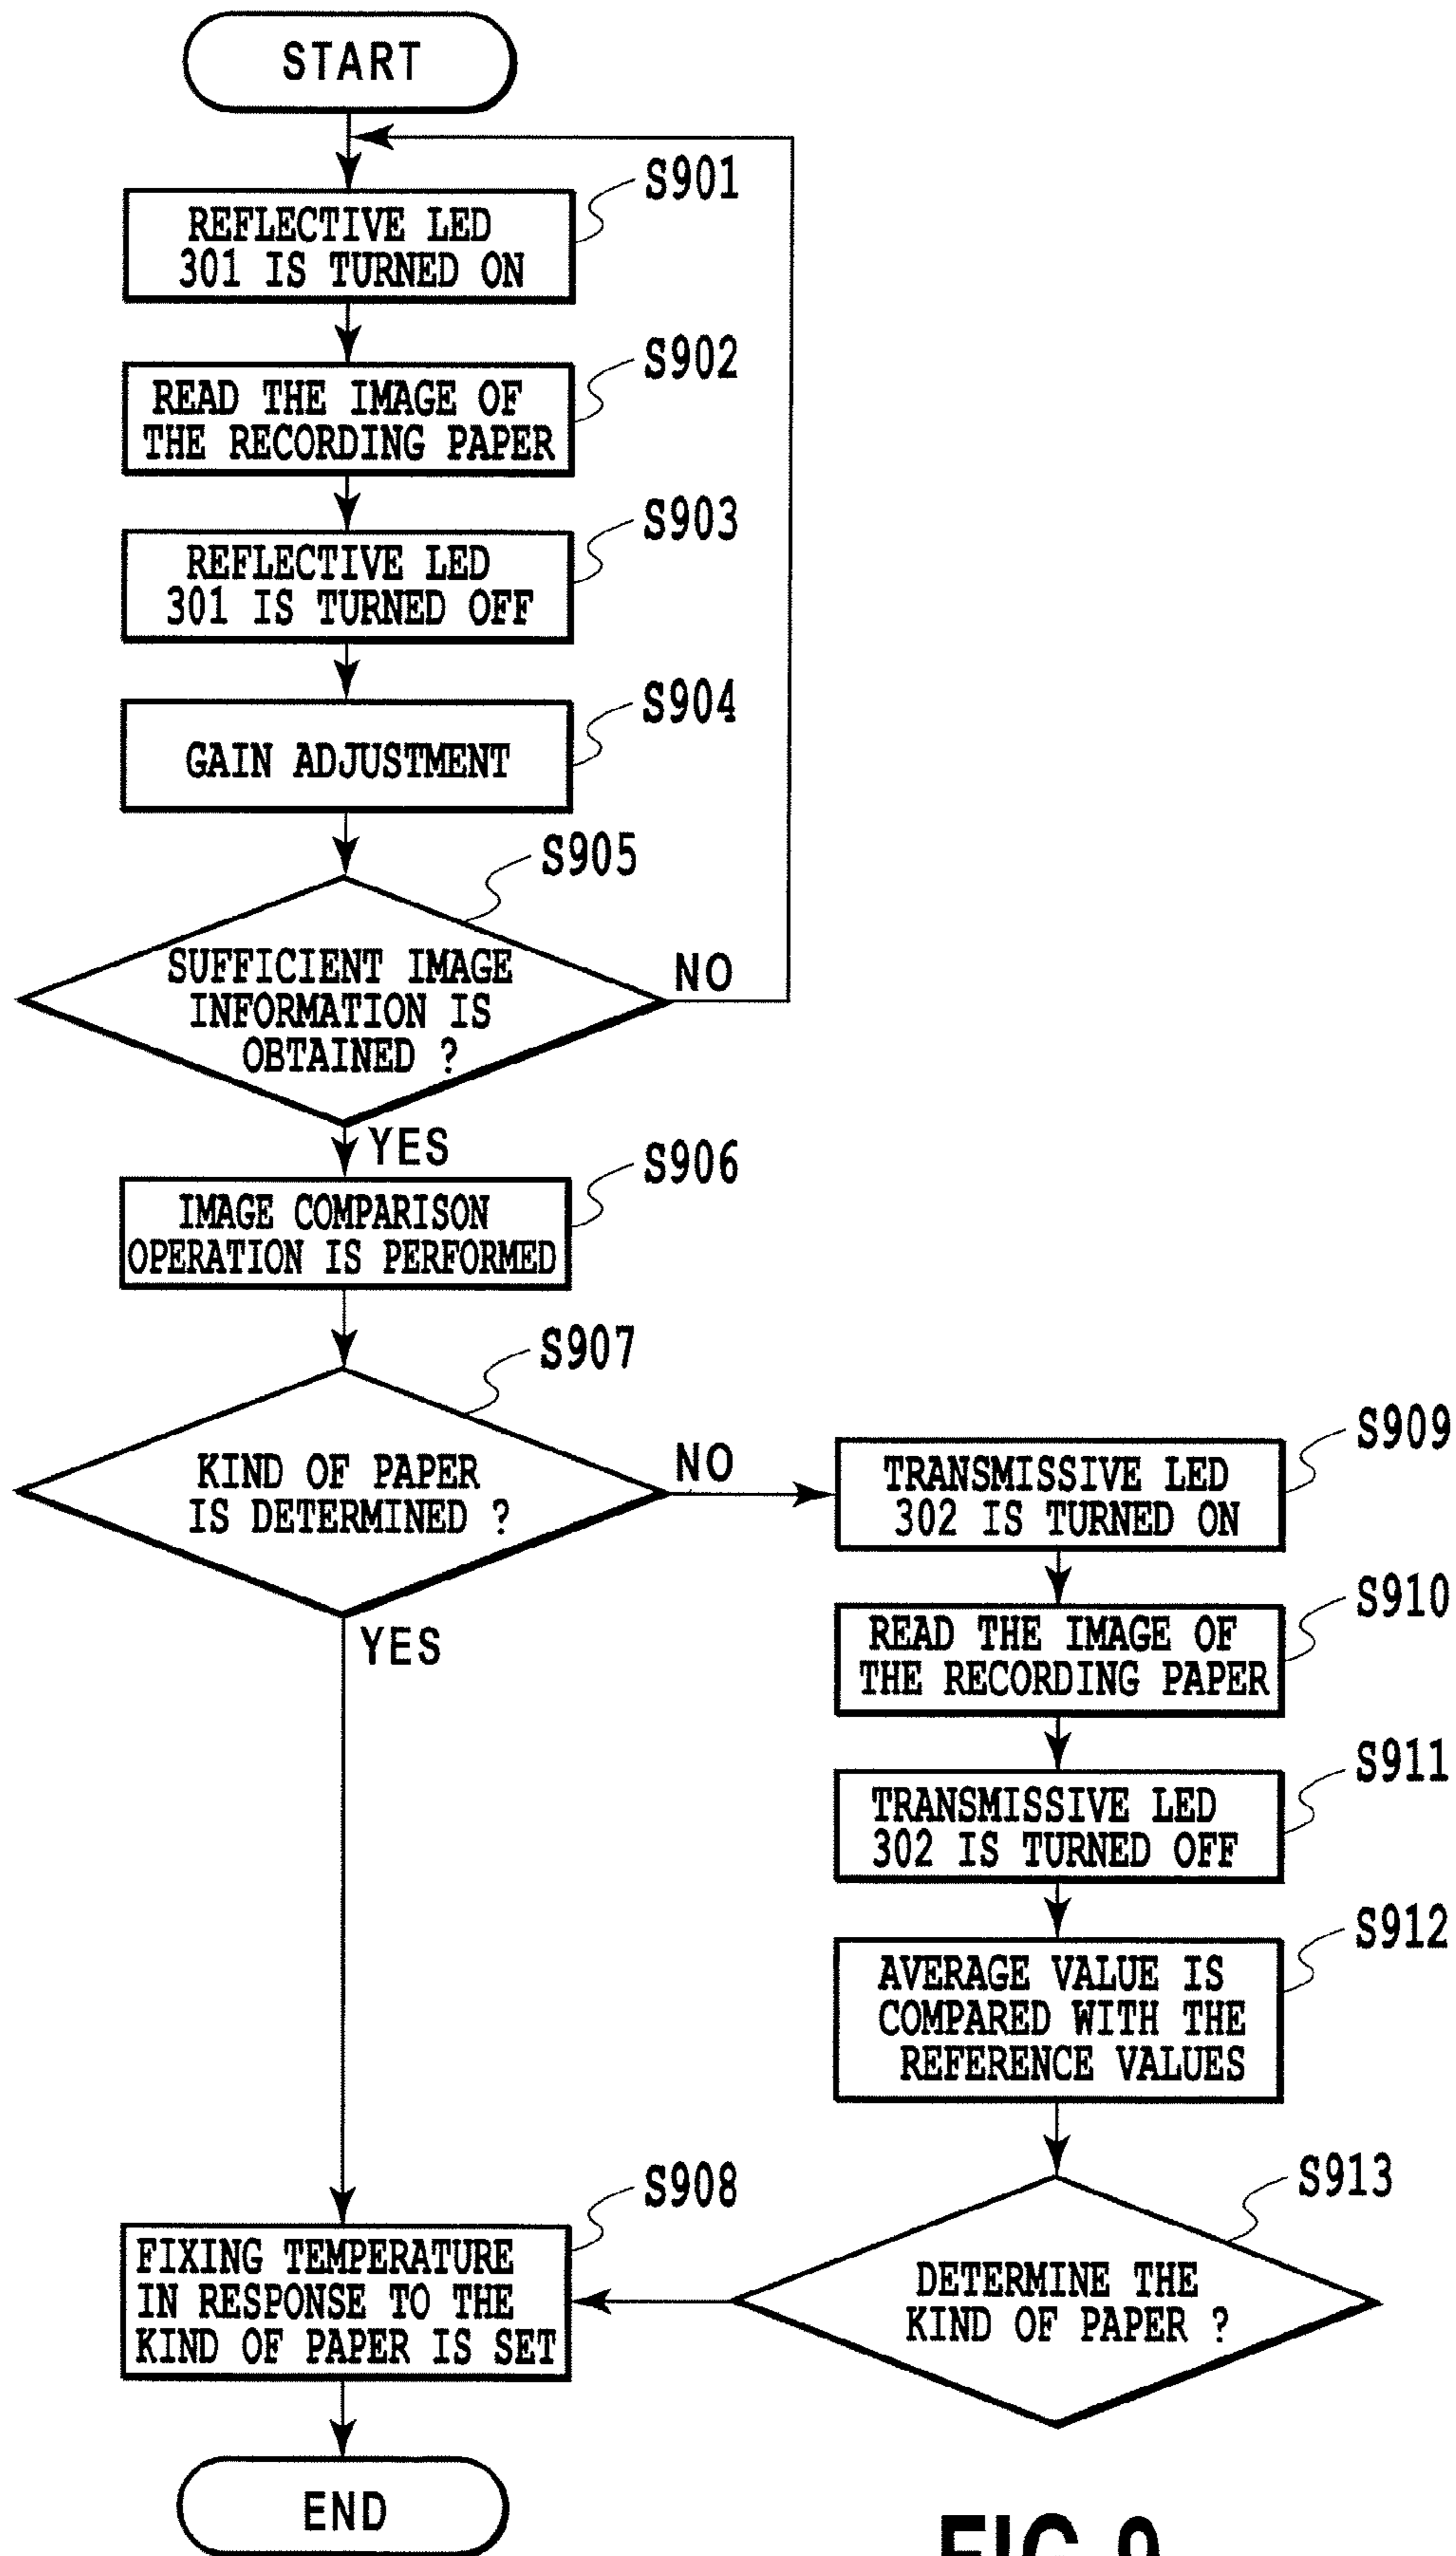 START
S901
REFLECTIVE LED
301 IS TURNED ON
S902
READ THE IMAGE OF
THE RECORDING PAPER
S903
REFLECTIVE LED
301 IS TURNED OFF
S904
GAIN ADJUSTMENT
S905
SUFFICIENT IMAGE
INFORMATION IS
OBTAINED ?
NO
YES
S906
IMAGE COMPARISON
OPERATION IS PERFORMED
S907
KIND OF PAPER
IS DETERMINED ?
NO
YES
S909
TRANSMISSIVE LED
302 IS TURNED ON
S910
READ THE IMAGE OF
THE RECORDING PAPER
S911
TRANSMISSIVE LED
302 IS TURNED OFF
S912
AVERAGE VALUE IS
COMPARED WITH THE
REFERENCE VALUES
S913
DETERMINE THE
KIND OF PAPER ?
S908
FIXING TEMPERATURE
IN RESPONSE TO THE
KIND OF PAPER IS SET
END
FIG.9